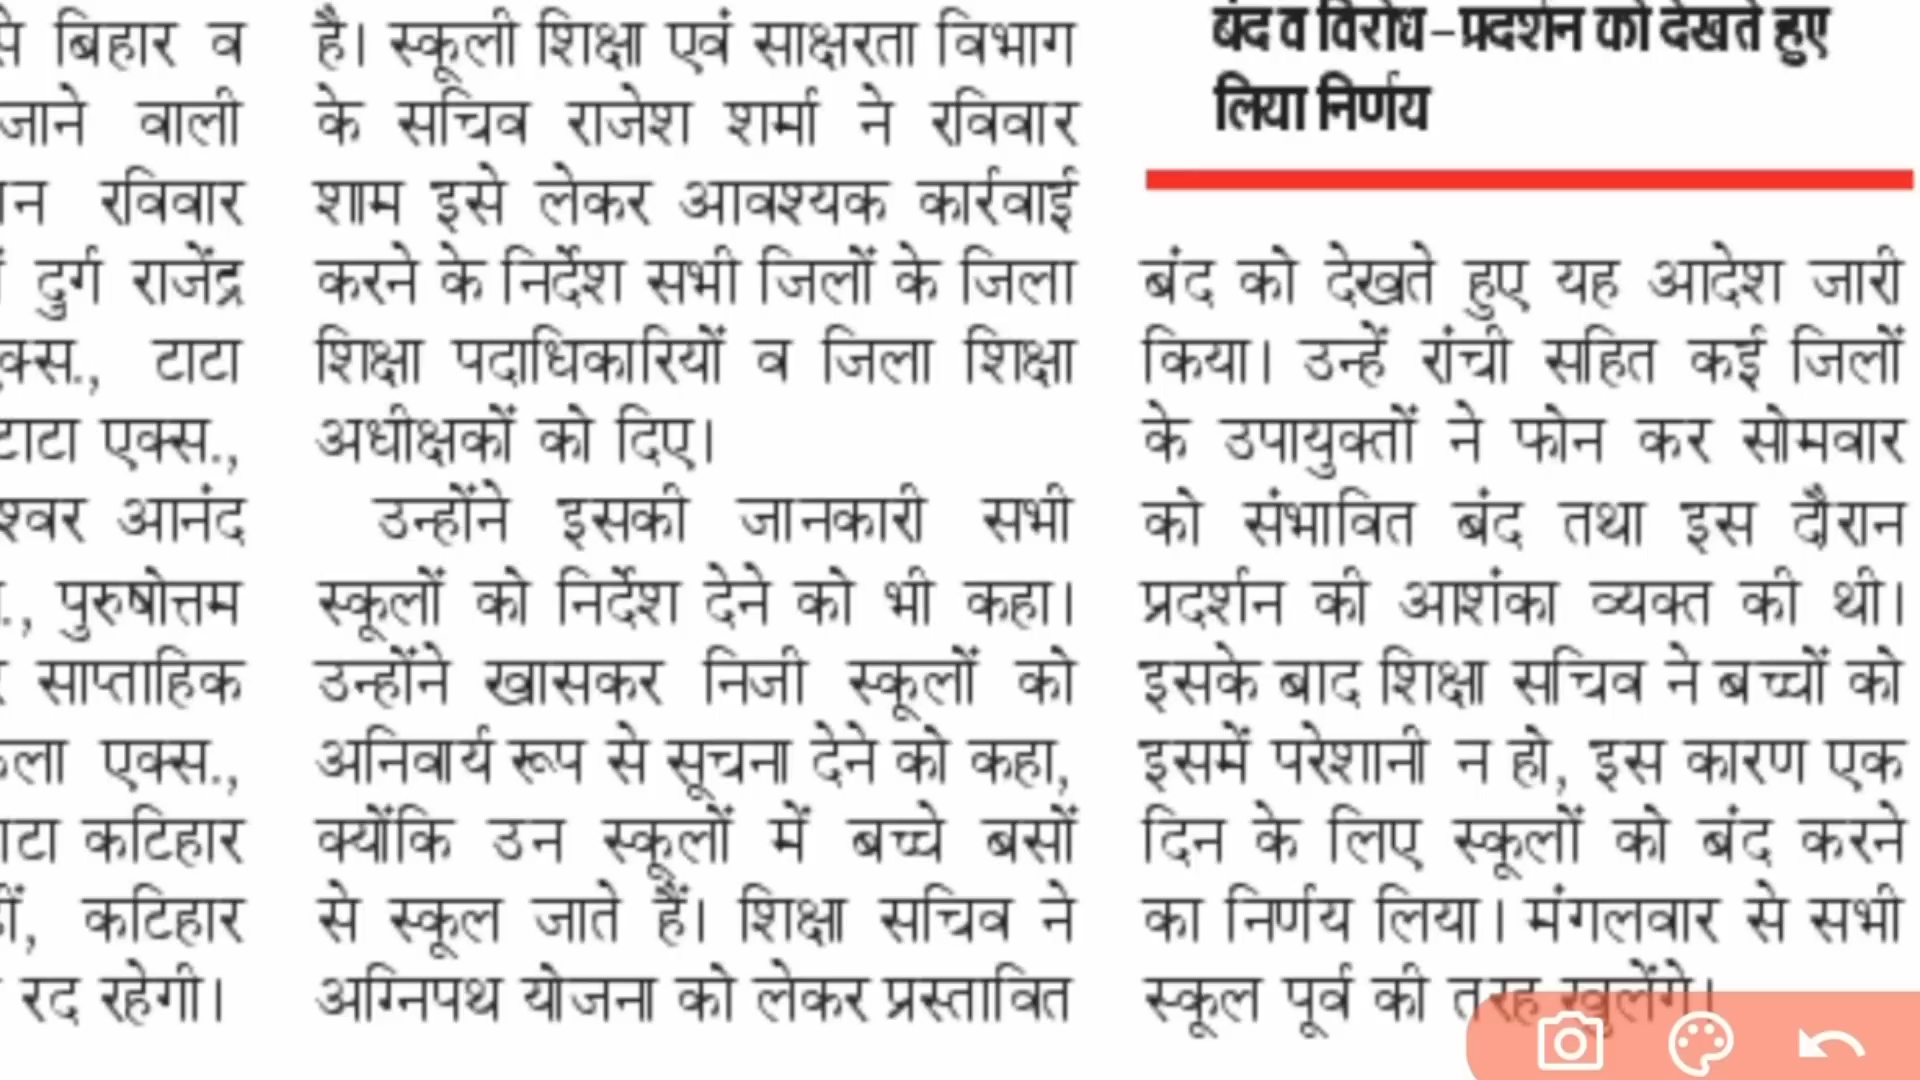 से बिहार व
जाने वाली
रविवार
दुर्ग राजेंद्र
एक्स., टाटा
टाटा एक्स.,
आनंद
पुरुषोत्तम
साप्ताहिक
एक्स.,
कटिहार
कटिहार
रद रहेगी।
है। स्कूली शिक्षा एवं साक्षरता विभाग
के सचिव राजेश शर्मा ने रविवार
शाम इसे लेकर आवश्यक कार्रवाई
करने के निर्देश सभी जिलों के जिला
शिक्षा पदाधिकारियों व जिला शिक्षा
अधीक्षकों को दिए।
उन्होंने इसकी जानकारी सभी
स्कूलों को निर्देश देने को भी कहा।
उन्होंने खासकर निजी स्कूलों को
अनिवार्य रूप से सूचना देने को कहा,
क्योंकि उन स्कूलों में बच्चे बसों
से स्कूल जाते हैं। शिक्षा सचिव ने
अग्निपथ योजना को लेकर प्रस्तावित
बंद व विरोध-प्रदर्शन को देखते हुए
लिया निर्णय
बंद को देखते हुए यह आदेश जारी
किया। उन्हें रांची सहित कई जिलों
के उपायुक्तों ने फोन कर सोमवार
को संभावित बंद तथा इस दौरान
प्रदर्शन की आशंका व्यक्त की थी।
इसके बाद शिक्षा सचिव ने बच्चों को
इसमें परेशानी न हो, इस कारण एक
दिन के लिए स्कूलों को बंद करने
का निर्णय लिया। मंगलवार से सभी
स्कूल पूर्व की तरह खुलेंगे।